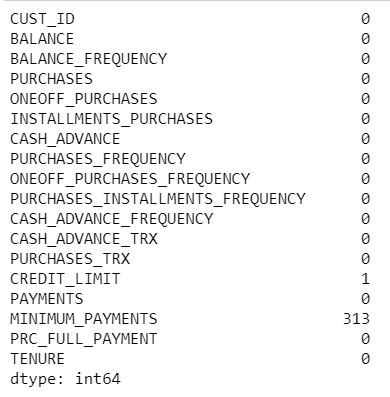 CUST_ID 0
BALANCE 0
BALANCE_FREQUENCY 0
PURCHASES 0
ONEOFF_PURCHASES 0
INSTALLMENTS_PURCHASES 0
CASH_ADVANCE 0
PURCHASES_FREQUENCY 0
ONEOFF_PURCHASES_FREQUENCY 0
PURCHASES_INSTALLMENTS_FREQUENCY 0
CASH_ADVANCE_FREQUENCY 0
CASH_ADVANCE_TRX 0
PURCHASES_TRX 0
CREDIT_LIMIT 1
PAYMENTS 0
MINIMUM_PAYMENTS 313
PRC_FULL_PAYMENT 0
TENURE 0
dtype: int64